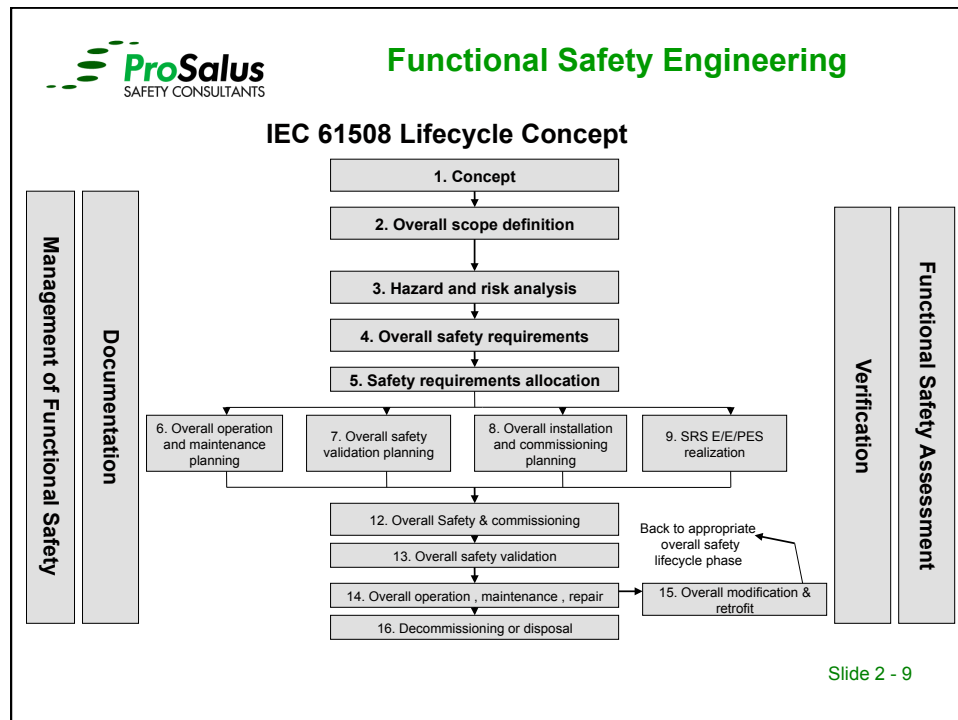 ProSalus
SAFETY CONSULTANTS
Functional Safety Engineering
IEC 61508 Lifecycle Concept
Management of Functional Safety
Documentation
1. Concept
2. Overall scope definition
3. Hazard and risk analysis
4. Overall safety requirements
5. Safety requirements allocation
6. Overall operation
and maintenance
planning
7. Overall safety
validation planning
8. Overall installation
and commissioning
planning
9. SRS E/E/PES
realization
12. Overall Safety & commissioning
13. Overall safety validation
14. Overall operation , maintenance , repair
16. Decommissioning or disposal
Back to appropriate
overall safety
lifecycle phase
15. Overall modification &
retrofit
Verification
Functional Safety Assessment
Slide 2 - 9